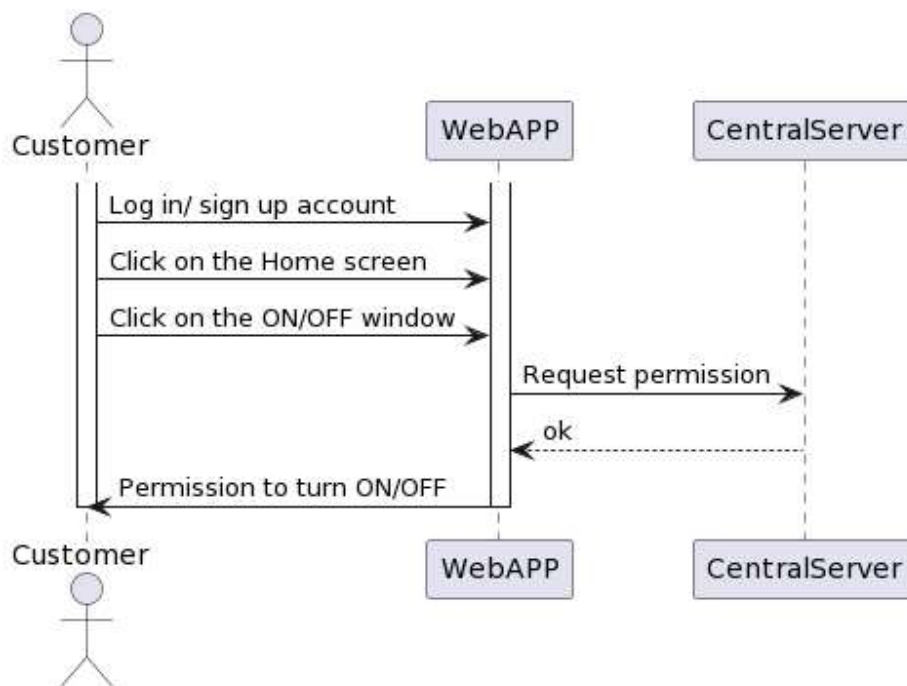 Customer
WebAPP
CentralServer
Log in/ sign up account
Click on the Home screen
Click on the ON/OFF window
Request permission
ok
Permission to turn ON/OFF
Customer
WebAPP
CentralServer